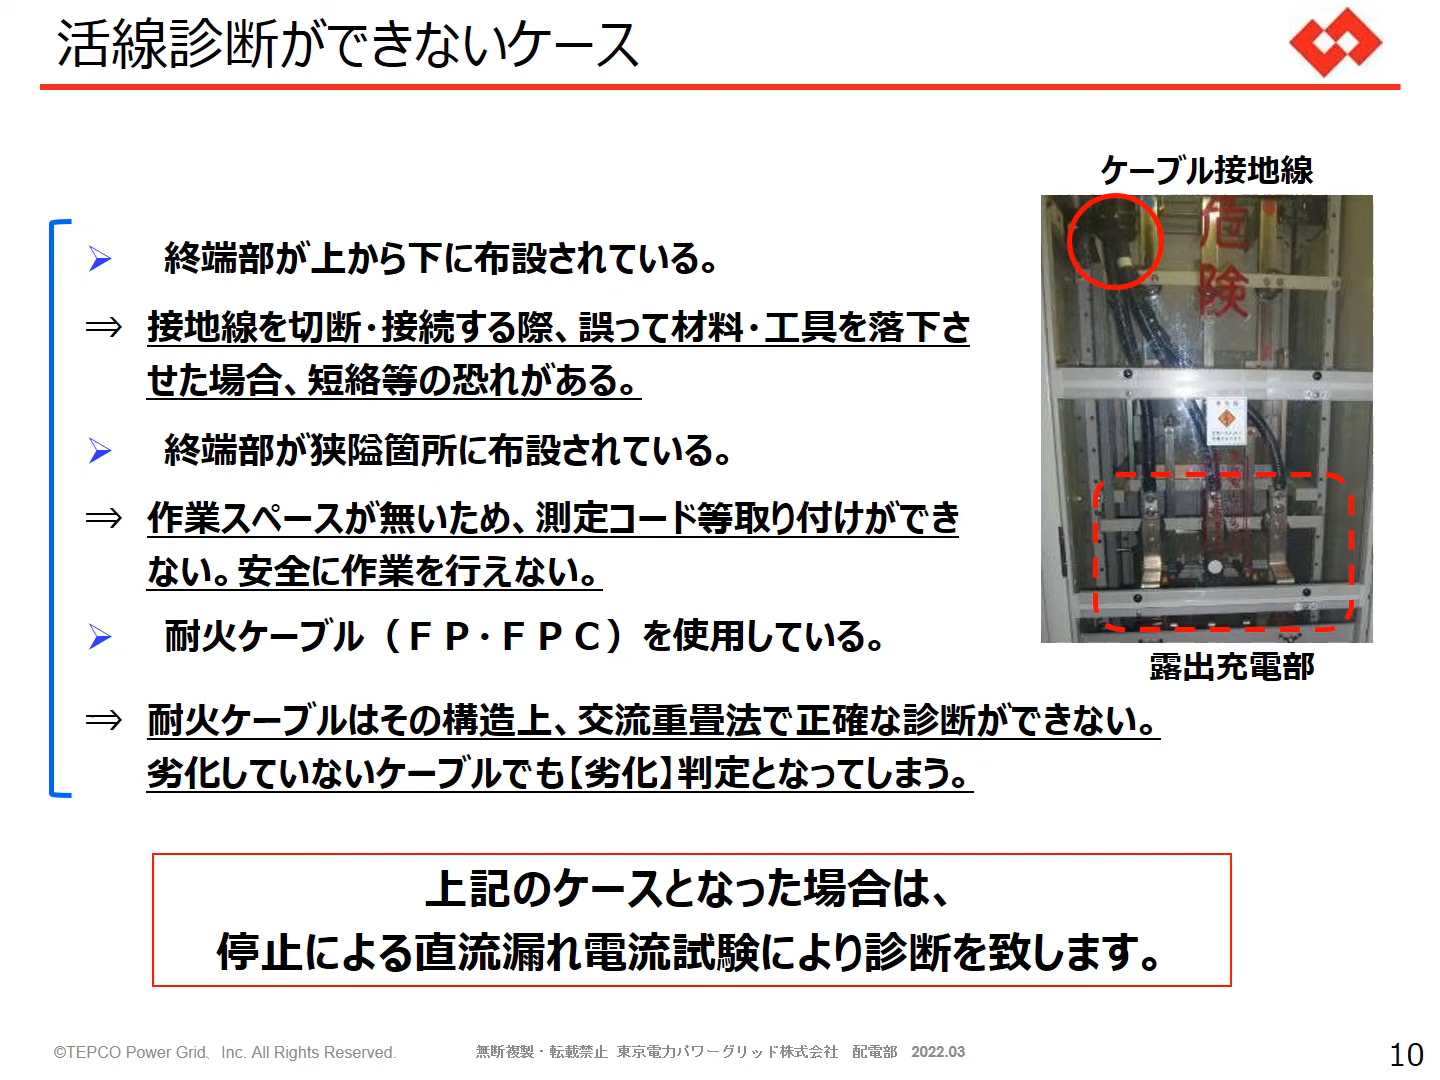 活線診断ができないケース
ケーブル接地線
危
険
➢ 終端部が上から下に布設されている。
⇒ 接地線を切断・接続する際、誤って材料・工具を落下さ
せた場合、短絡等の恐れがある。
➢ 終端部が狭隘箇所に布設されている。
⇒ 作業スペースが無いため、測定コード等取り付けができ
ない。安全に作業を行えない。
➢ 耐火ケーブル（ＦＰ・ＦＰＣ）を使用している。
露出充電部
⇒ 耐火ケーブルはその構造上、交流重畳法で正確な診断ができない。
劣化していないケーブルでも【劣化】判定となってしまう。
上記のケースとなった場合は、
停止による直流漏れ電流試験により診断を致します。
©TEPCO Power Grid、Inc. All Rights Reserved.
無断複製・転載禁止 東京電力パワーグリッド株式会社 配電部 2022.03
10